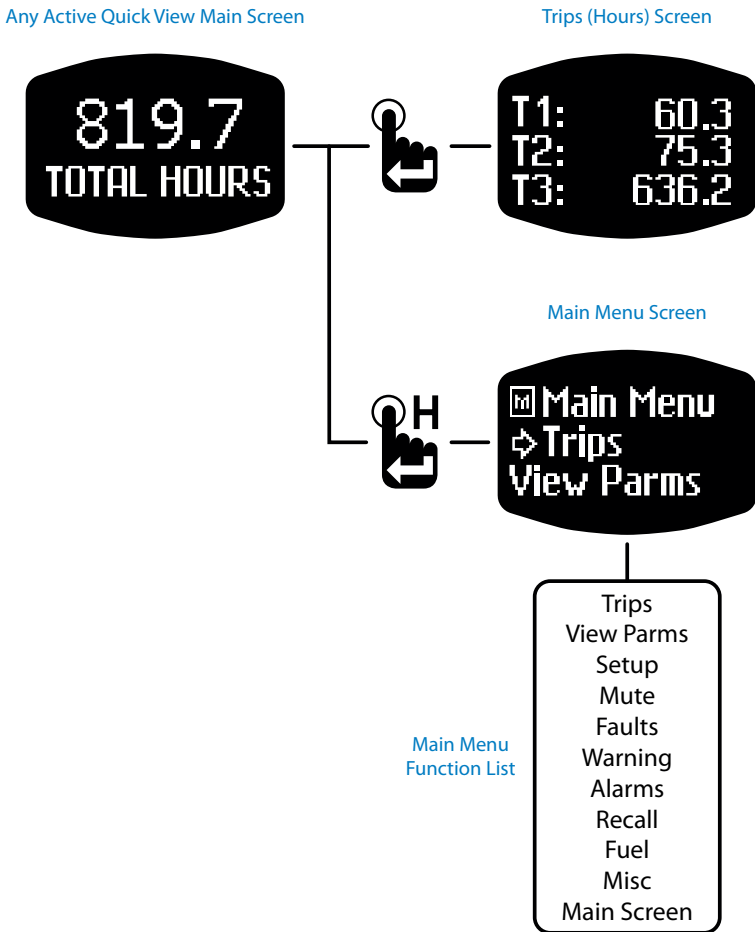 Any Active Quick View Main Screen
Trips (Hours) Screen
819.7
TOTAL HOURS
T1: 60.3
T2: 75.3
T3: 636.2
Main Menu Screen
H
M Main Menu
Trips
View Parms
Main Menu
Function List
Trips
View Parms
Setup
Mute
Faults
Warning
Alarms
Recall
Fuel
Misc
Main Screen